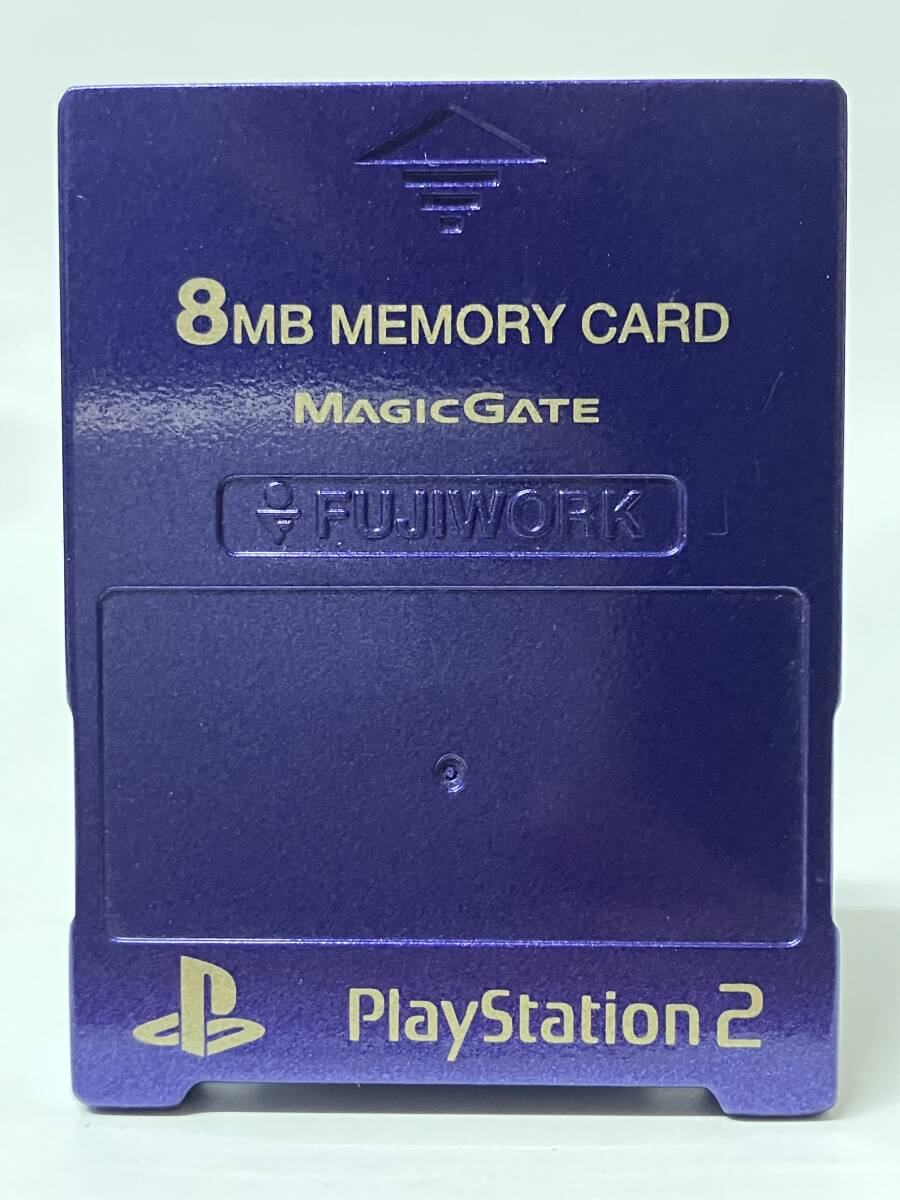 8MB MEMORY CARD
MAGICGATE
FUJIWORK
PlayStation 2